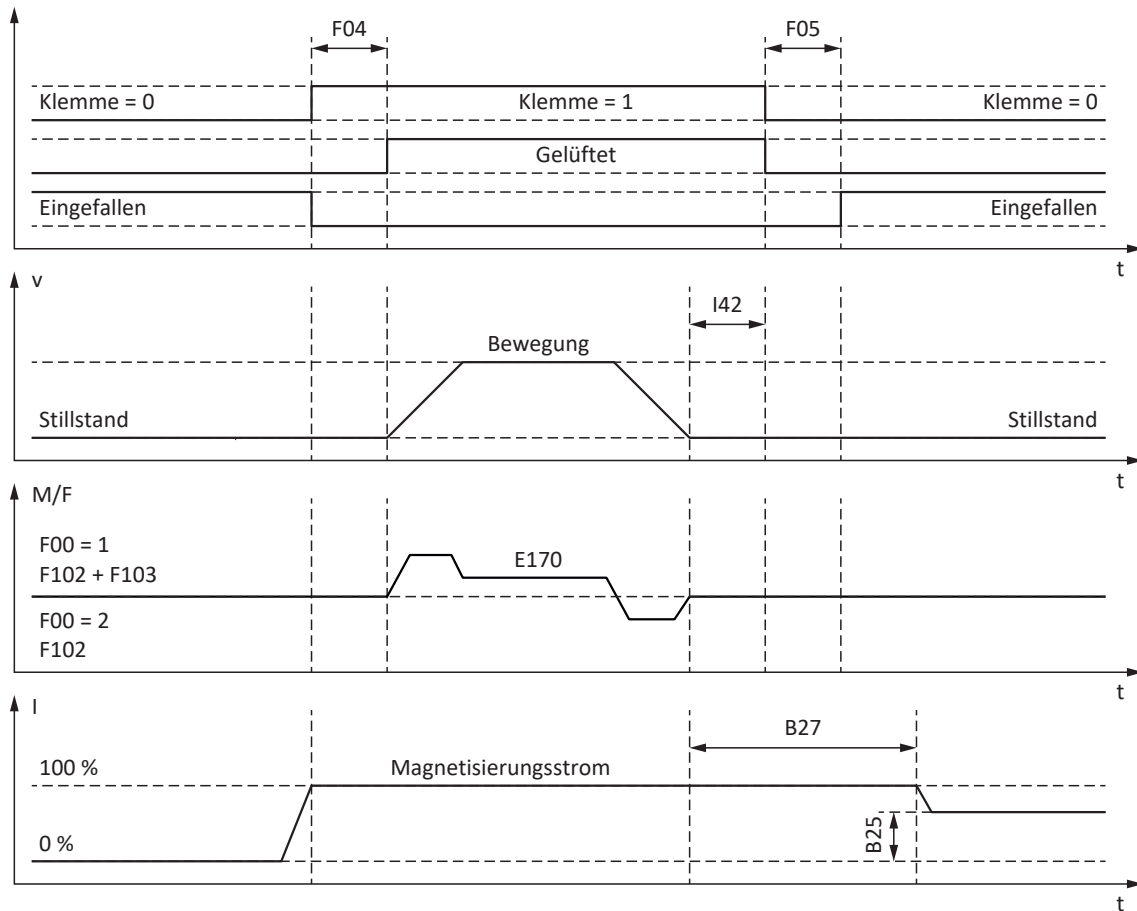 F04
F05
Klemme = 0
Klemme = 1
Klemme = 0
Gelüftet
Eingefallen
Eingefallen
t
v
I42
Bewegung
Stillstand
Stillstand
t
M/F
F00 = 1
F102 + F103
E170
F00 = 2
F102
t
I
B27
100 %
Magnetisierungsstrom
B25
0 %
t